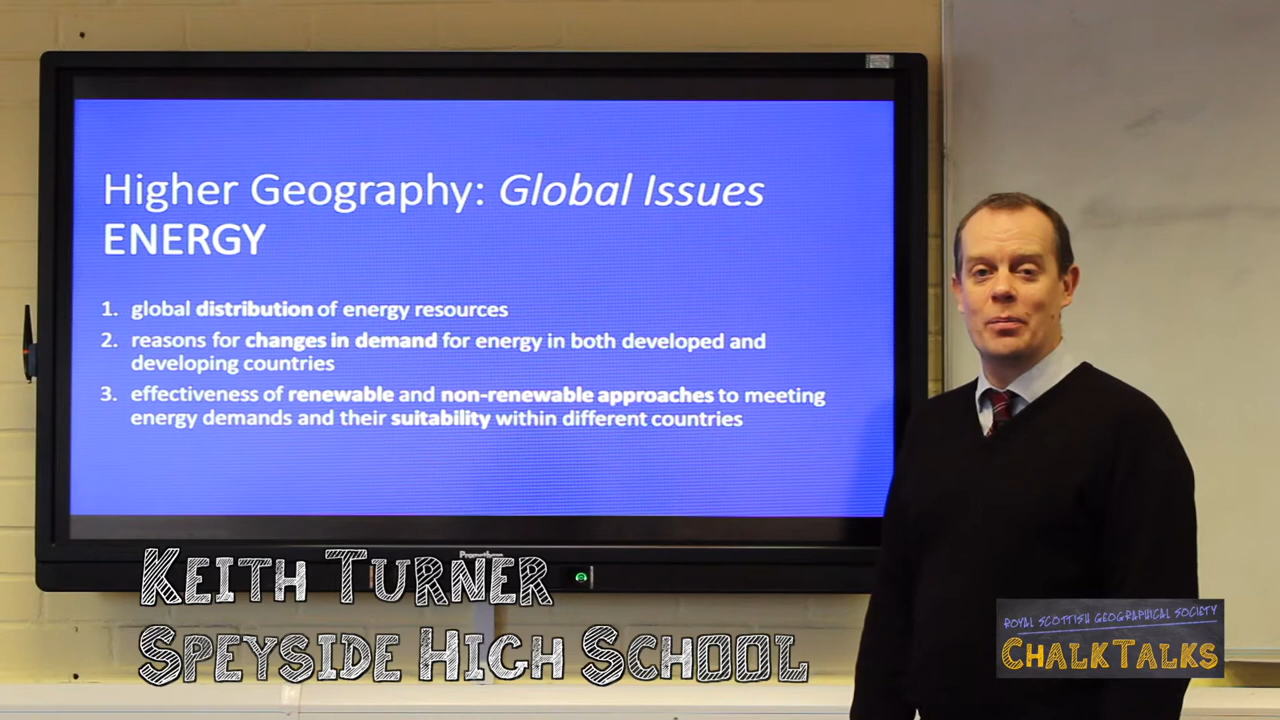 Higher Geography: Global Issues
ENERGY
1. global distribution of energy resources
2. reasons for changes in demand for energy in both developed and
developing countries
3. effectiveness of renewable and non-renewable approaches to meeting
energy demands and their suitability within different countries
Promethean
KEITH TURNER
SPEYSIDE HIGH SCHOOL
ROYAL SCOTTISH GEOGRAPHICAL SOCIETY
CHALKTALKS